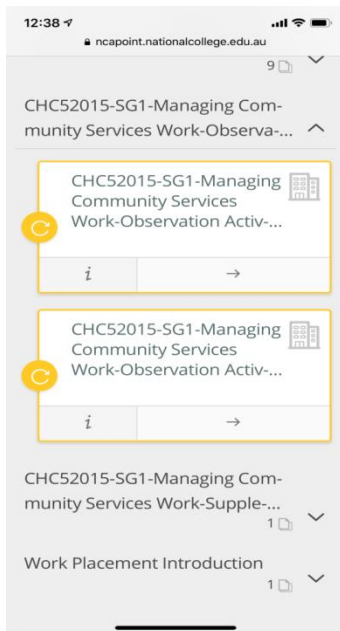 12:38
ncapoint.nationalcollege.edu.au
9
CHC52015-SG1-Managing Com-
munity Services Work-Observa-...
CHC52015-SG1-Managing
Community Services
Work-Observation Activ-...
i →
CHC52015-SG1-Managing
Community Services
Work-Observation Activ-...
i →
CHC52015-SG1-Managing Com-
munity Services Work-Supple-...
1
Work Placement Introduction
1